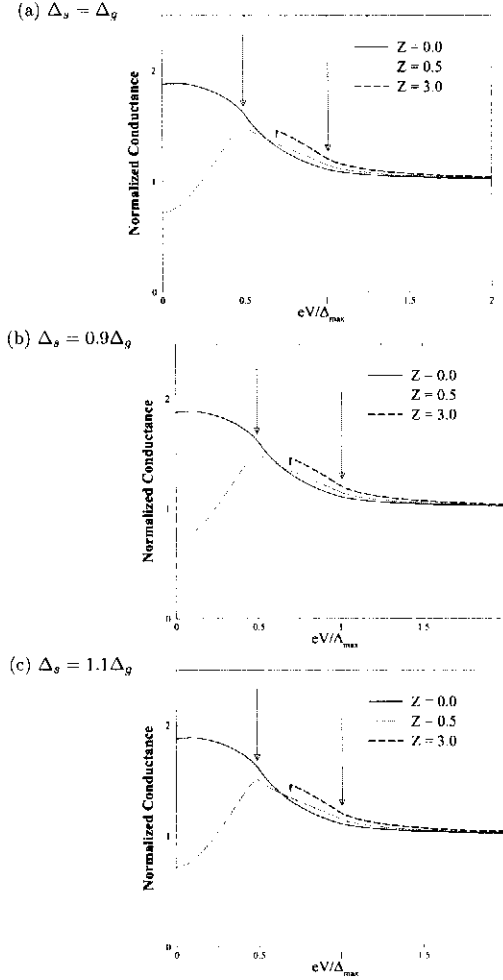 (a) Δs = Δg
Z = 0.0
Z = 0.5
Z = 3.0
2
1
0
Normalized Conductance
0
0.5
1
1.5
2
eV/Δmax
(b) Δs = 0.9Δg
Z = 0.0
Z = 0.5
Z = 3.0
2
1
0
Normalized Conductance
0
0.5
1
1.5
eV/Δmax
(c) Δs = 1.1Δg
Z = 0.0
Z = 0.5
Z = 3.0
2
1
0
Normalized Conductance
0
0.5
1
1.5
eV/Δmax